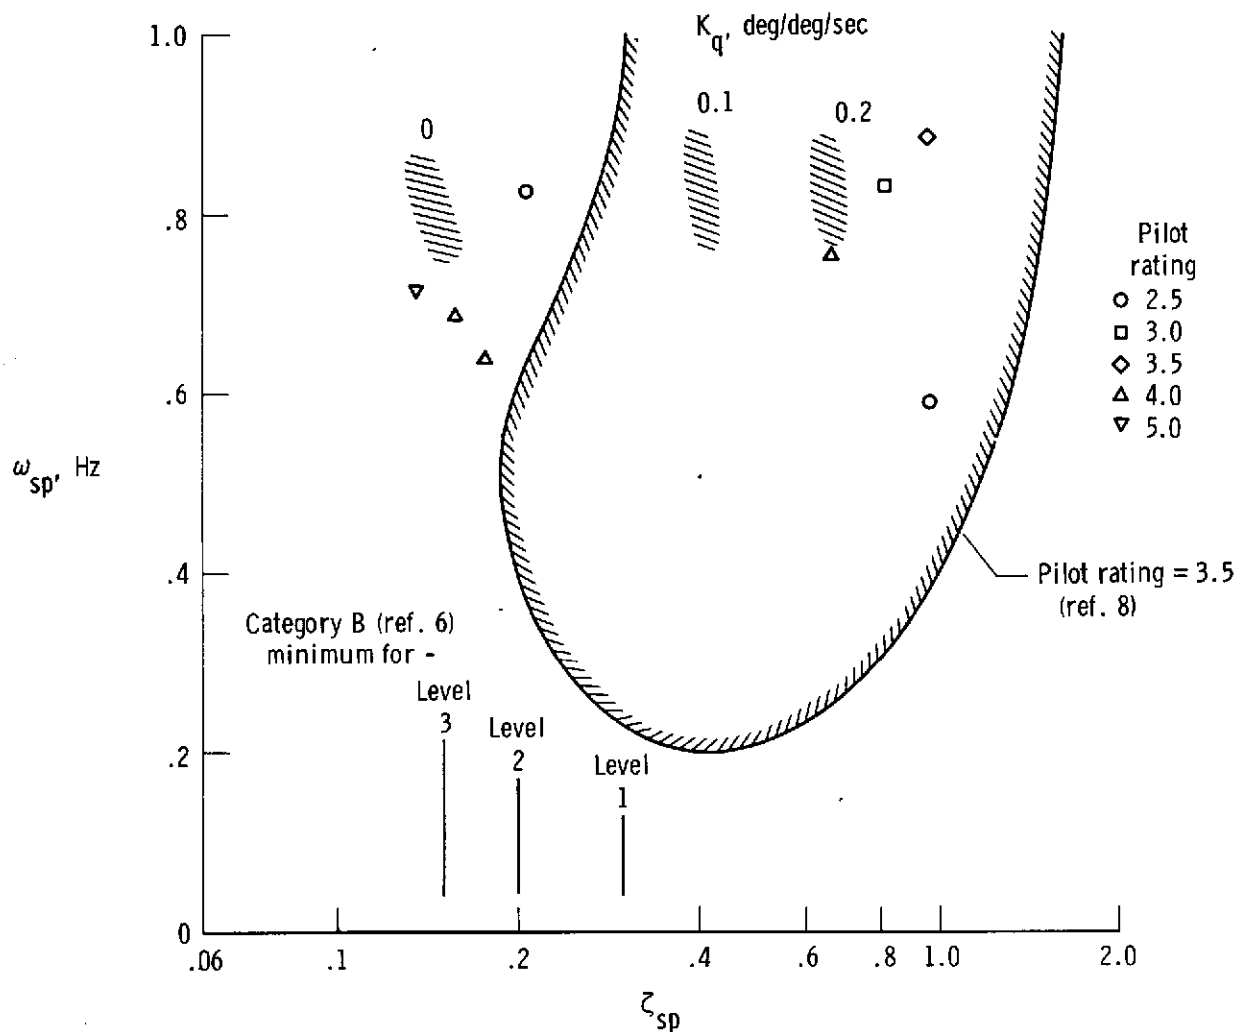 K_q, deg/deg/sec
1.0
0
0.1
0.2
.8
.6
.4
.2
0
ω_sp, Hz
Pilot
rating
○ 2.5
□ 3.0
◇ 3.5
△ 4.0
▽ 5.0
Pilot rating = 3.5
(ref. 8)
Category B (ref. 6)
minimum for -
Level
3
Level
2
Level
1
.06
.1
.2
.4
.6
.8
1.0
2.0
ζ_sp